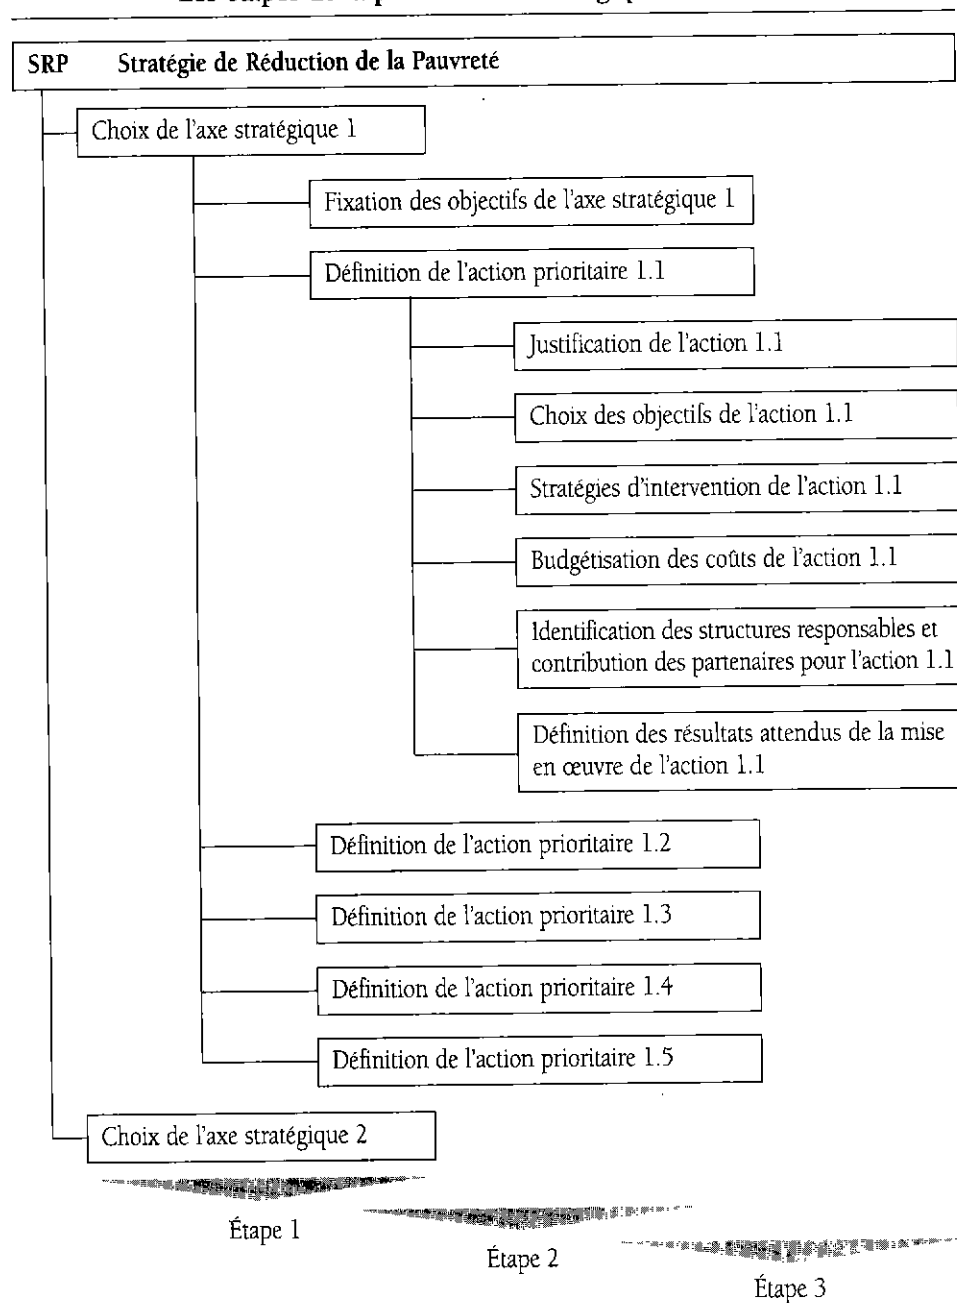 SRP Stratégie de Réduction de la Pauvreté
Choix de l'axe stratégique 1
Fixation des objectifs de l'axe stratégique 1
Définition de l'action prioritaire 1.1
Justification de l'action 1.1
Choix des objectifs de l'action 1.1
Stratégies d'intervention de l'action 1.1
Budgétisation des coûts de l'action 1.1
Identification des structures responsables et
contribution des partenaires pour l'action 1.1
Définition des résultats attendus de la mise
en œuvre de l'action 1.1
Définition de l'action prioritaire 1.2
Définition de l'action prioritaire 1.3
Définition de l'action prioritaire 1.4
Définition de l'action prioritaire 1.5
Choix de l'axe stratégique 2
Étape 1
Étape 2
Étape 3